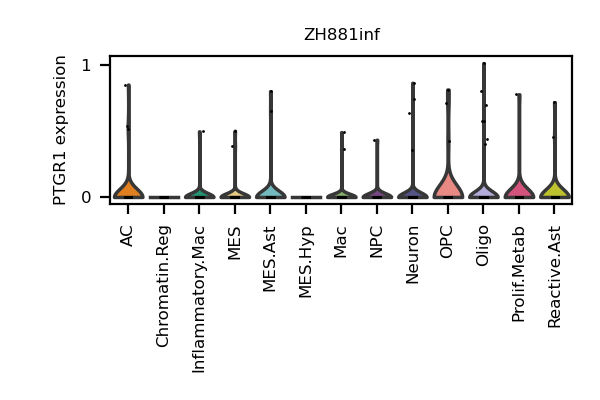 ZH881inf
PTGR1 expression
1
0
AC
Chromatin.Reg
Inflammatory.Mac
MES
MES.Ast
MES.Hyp
Mac
NPC
Neuron
OPC
Oligo
Prolif.Metab
Reactive.Ast